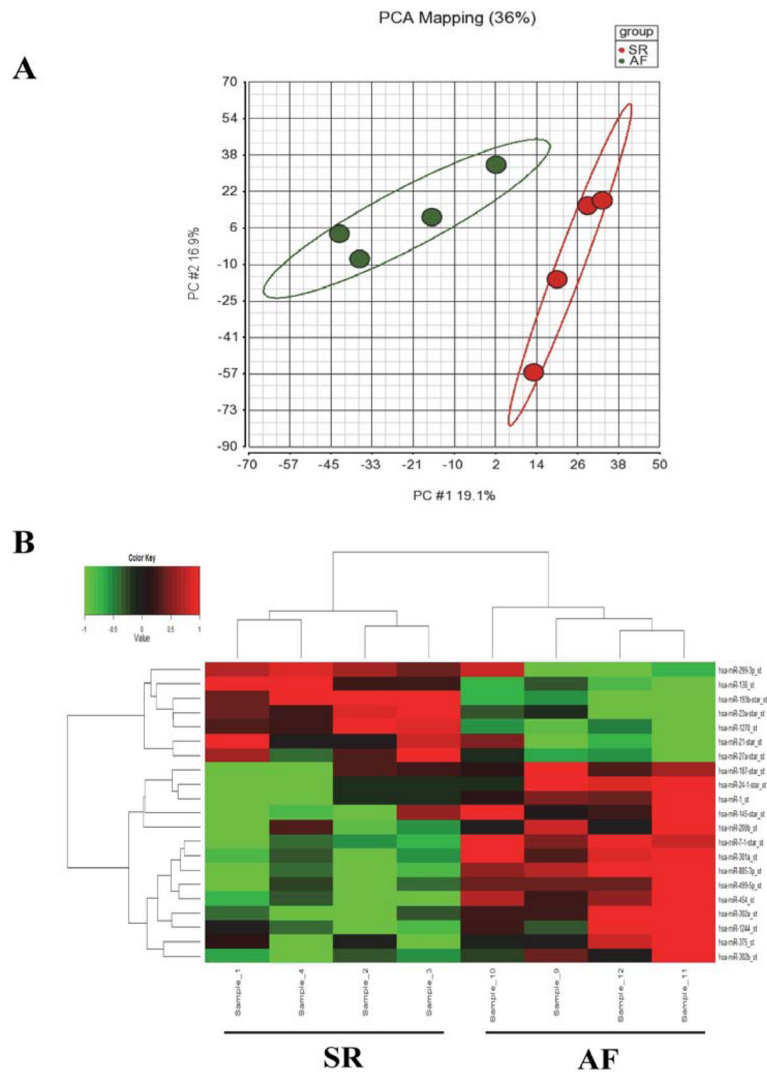 PCA Mapping (36%)
group
SR
AF
A
70
54
38
22
6
-10
-25
-41
-57
-73
-90
PC #2 16.9%
-70 -57 -45 -33 -21 -10 2 14 26 38 50
PC #1 19.1%
B
Color Key
-1 -0.5 0 0.5 1
Value
hsa-miR-299-3p_st
hsa-miR-138_st
hsa-miR-193b-star_st
hsa-miR-23a-star_st
hsa-miR-1270_st
hsa-miR-21-star_st
hsa-miR-27a-star_st
hsa-miR-187-star_st
hsa-miR-24-1-star_st
hsa-miR-1_st
hsa-miR-145-star_st
hsa-miR-208b_st
hsa-miR-7-1-star_st
hsa-miR-301a_st
hsa-miR-885-3p_st
hsa-miR-499-5p_st
hsa-miR-454_st
hsa-miR-302a_st
hsa-miR-1244_st
hsa-miR-375_st
hsa-miR-302b_st
Sample_1 Sample_4 Sample_2 Sample_3 Sample_10 Sample_9 Sample_12 Sample_11
SR AF